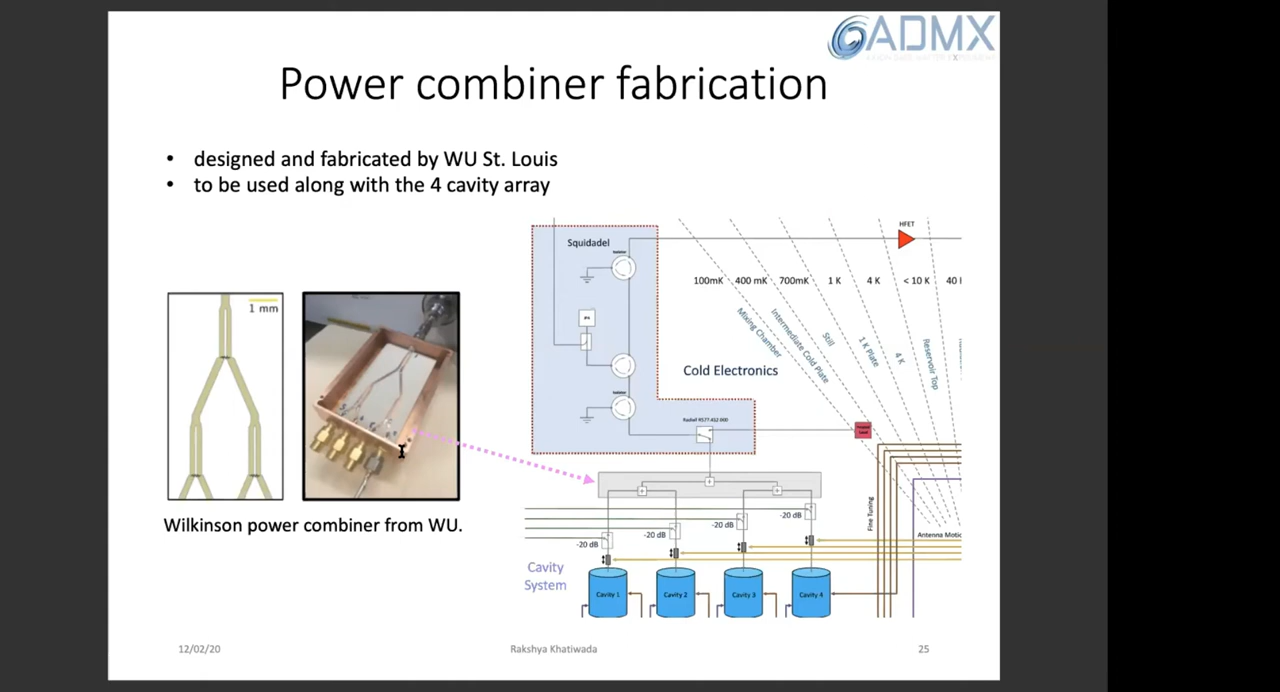 ADMX
Power combiner fabrication
• designed and fabricated by WU St. Louis
• to be used along with the 4 cavity array
1 mm
Wilkinson power combiner from WU.
Squidadel
Isolator
JPA
Isolator
HFET
100mK
400 mK
700mK
1 K
4 K
< 10 K
40
Mixing Chamber
Intermediate Cold Plate
Still
1 K Plate
4 K
Reservoir Top
Cold Electronics
-20 dB
-20 dB
-20 dB
-20 dB
Fine Tuning
Antenna
Cavity
System
Cavity 1
Cavity 2
Cavity 3
Cavity 4
12/02/20
Rakshya Khatiwada
25